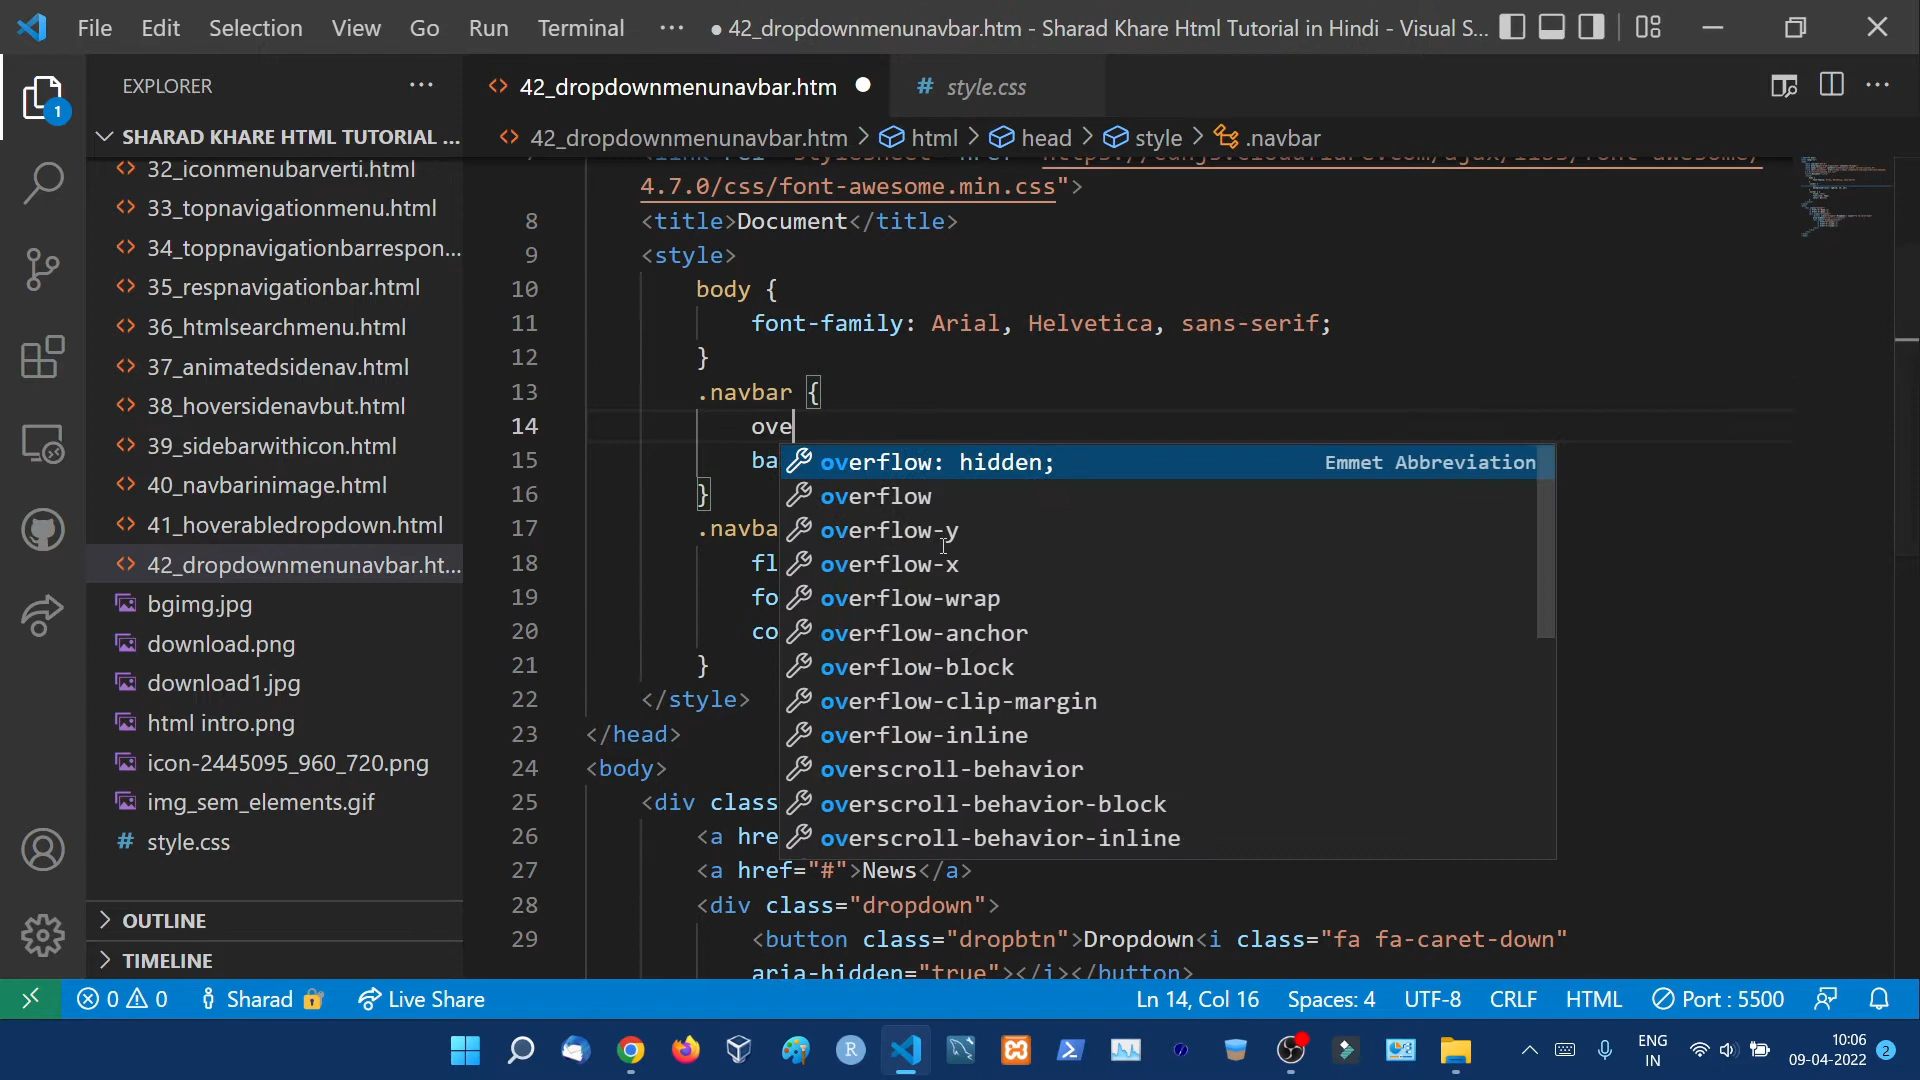 File Edit Selection View Go Run Terminal ··· ● 42_dropdownmenunavbar.htm - Sharad Khare Html Tutorial in Hindi - Visual S...
EXPLORER ···
42_dropdownmenunavbar.htm ●
# style.css
SHARAD KHARE HTML TUTORIAL ...
42_dropdownmenunavbar.htm > html > head > style > .navbar
32_iconmenubarverti.html
33_topnavigationmenu.html
34_toppnavigationbarrespon...
35_respnavigationbar.html
36_htmlsearchmenu.html
37_animatedsidenav.html
38_hoversidenavbut.html
39_sidebarwithicon.html
40_navbarinimage.html
41_hoverabledropdown.html
42_dropdownmenunavbar.ht...
bgimg.jpg
download.png
download1.jpg
html intro.png
icon-2445095_960_720.png
img_sem_elements.gif
# style.css
OUTLINE
TIMELINE
4.7.0/css/font-awesome.min.css">
8 <title>Document</title>
9 <style>
10 body {
11 font-family: Arial, Helvetica, sans-serif;
12 }
13 .navbar {
14 ove
15 ba
16 }
17 .navba
18 fl
19 fo
20 co
21 }
22 </style>
23 </head>
24 <body>
25 <div class
26 <a hre
27 <a href="#">News</a>
28 <div class="dropdown">
29 <button class="dropbtn">Dropdown<i class="fa fa-caret-down"
aria-hidden="true"></i></button>
overflow: hidden; Emmet Abbreviation
overflow
overflow-y
overflow-x
overflow-wrap
overflow-anchor
overflow-block
overflow-clip-margin
overflow-inline
overscroll-behavior
overscroll-behavior-block
overscroll-behavior-inline
0 0 Sharad Live Share Ln 14, Col 16 Spaces: 4 UTF-8 CRLF HTML Port : 5500
ENG
IN
10:06
09-04-2022
2
1